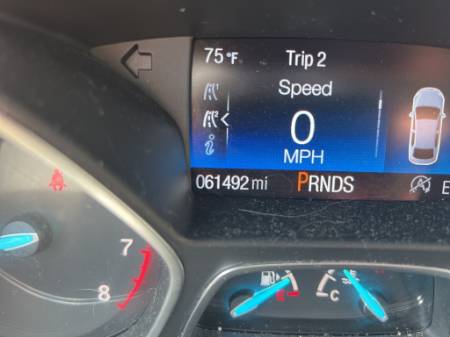 75°F Trip 2
Speed
0
MPH
061492 mi PRNDS
7
8
C